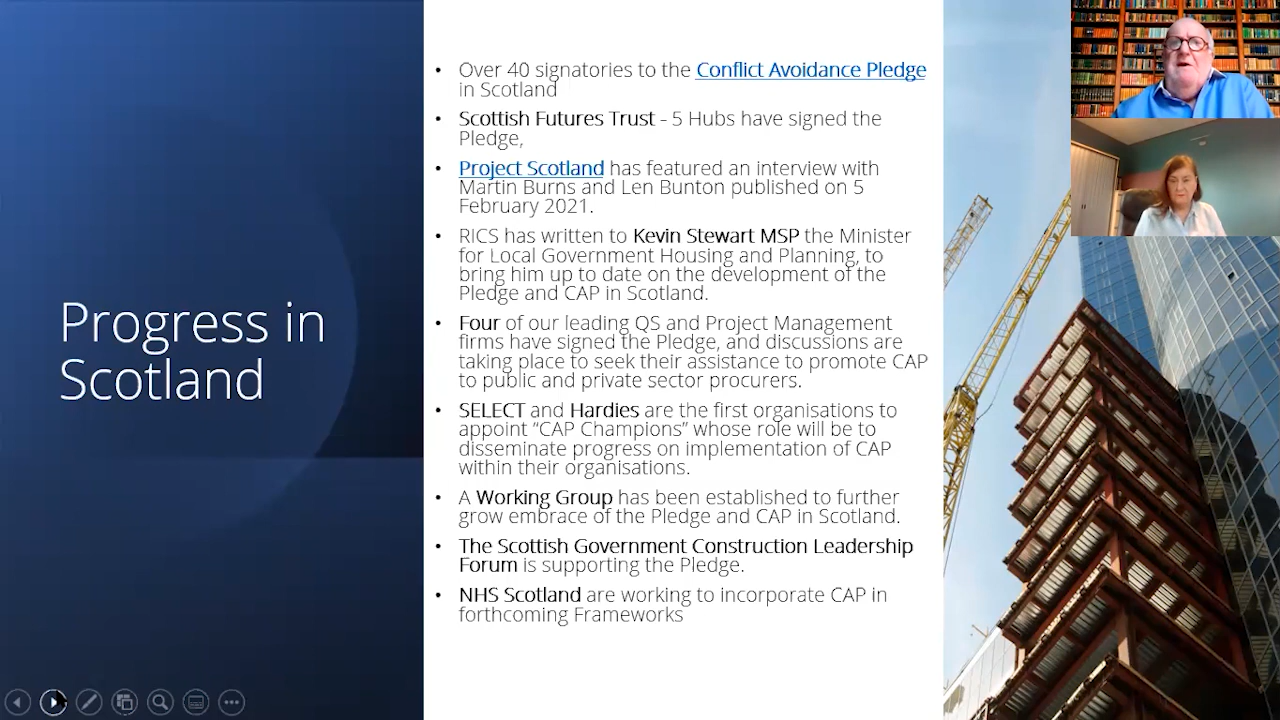 Progress in
Scotland
• Over 40 signatories to the Conflict Avoidance Pledge
in Scotland
• Scottish Futures Trust - 5 Hubs have signed the
Pledge,
• Project Scotland has featured an interview with
Martin Burns and Len Bunton published on 5
February 2021.
• RICS has written to Kevin Stewart MSP the Minister
for Local Government Housing and Planning, to
bring him up to date on the development of the
Pledge and CAP in Scotland.
• Four of our leading QS and Project Management
firms have signed the Pledge, and discussions are
taking place to seek their assistance to promote CAP
to public and private sector procurers.
• SELECT and Hardies are the first organisations to
appoint “CAP Champions” whose role will be to
disseminate progress on implementation of CAP
within their organisations.
• A Working Group has been established to further
grow embrace of the Pledge and CAP in Scotland.
• The Scottish Government Construction Leadership
Forum is supporting the Pledge.
• NHS Scotland are working to incorporate CAP in
forthcoming Frameworks